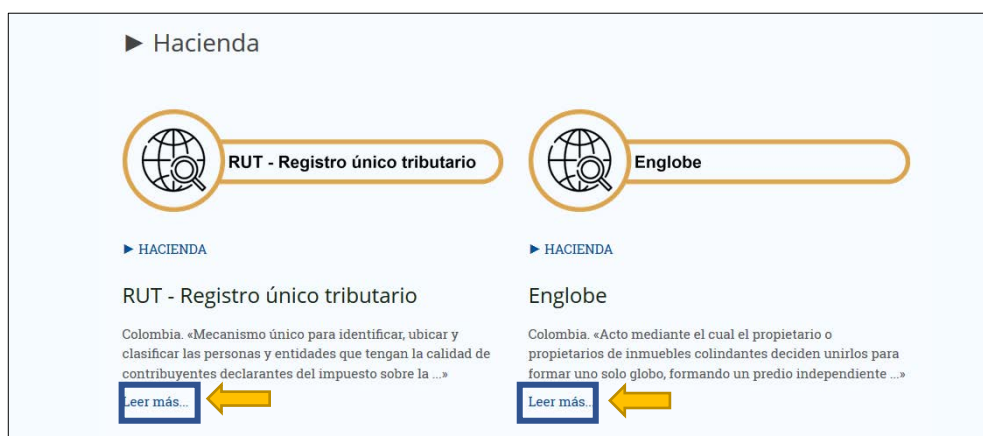 ► Hacienda
RUT - Registro único tributario
Englobe
► HACIENDA
RUT - Registro único tributario
Colombia. «Mecanismo único para identificar, ubicar y
clasificar las personas y entidades que tengan la calidad de
contribuyentes declarantes del impuesto sobre la ...»
Leer más...
► HACIENDA
Englobe
Colombia. «Acto mediante el cual el propietario o
propietarios de inmuebles colindantes deciden unirlos para
formar uno solo globo, formando un predio independiente ...»
Leer más...